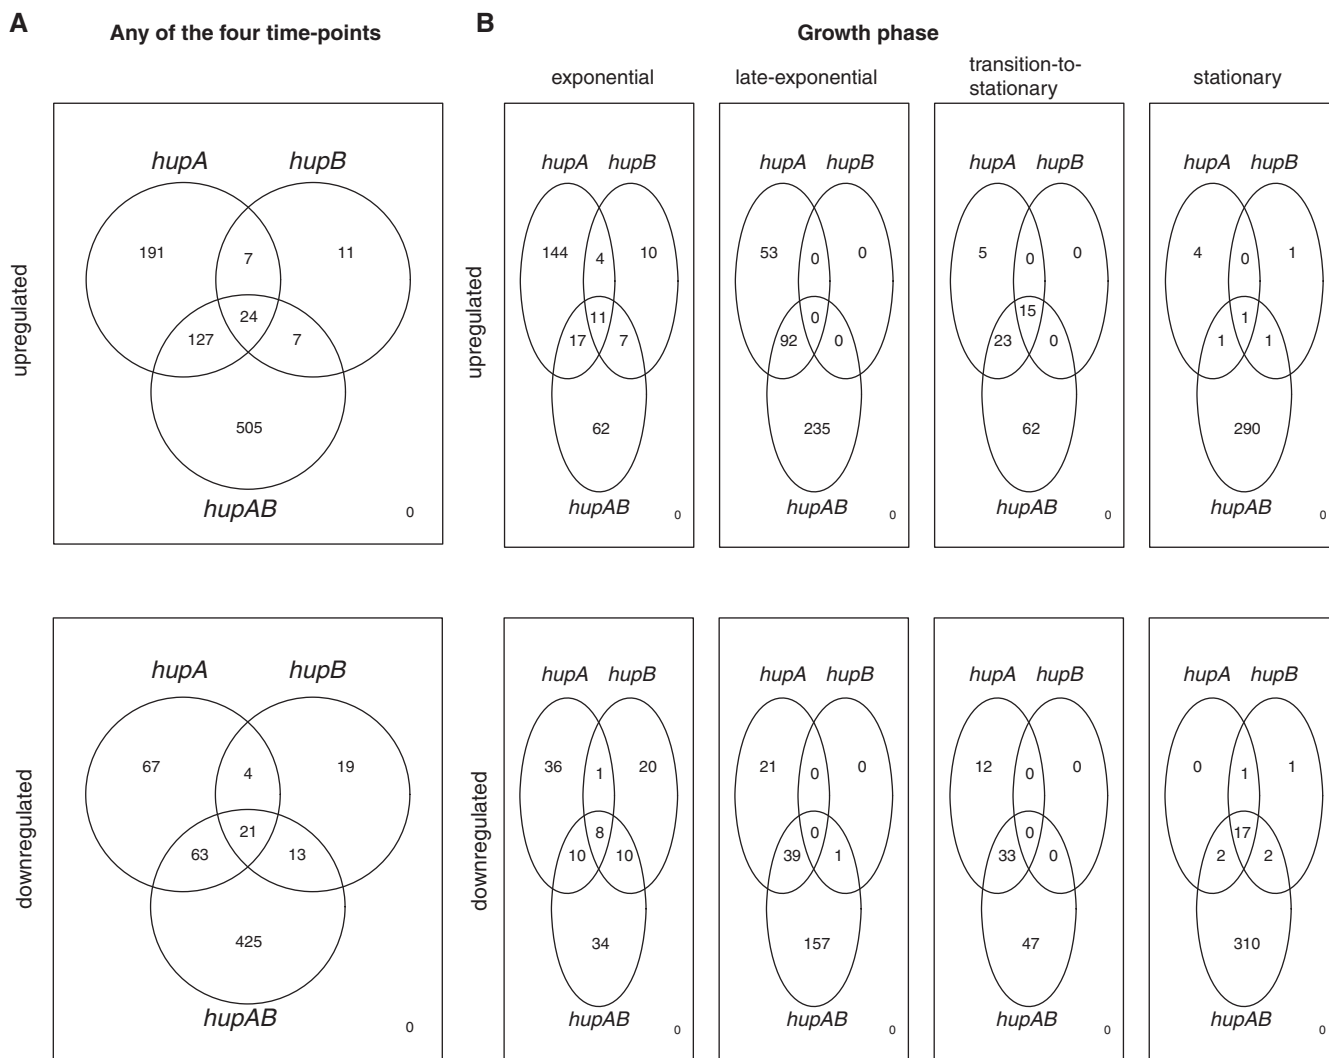 A
Any of the four time-points
B
Growth phase
exponential
late-exponential
transition-to-
stationary
stationary
upregulated
hupA hupB
191 7 11
24
127 7
505
hupAB
0
upregulated
hupA hupB
144 4 10
11
17 7
62
hupAB
0
hupA hupB
53 0 0
0
92 0
235
hupAB
0
hupA hupB
5 0 0
15
23 0
62
hupAB
0
hupA hupB
4 0 1
1
1 1
290
hupAB
0
downregulated
hupA hupB
67 4 19
21
63 13
425
hupAB
0
downregulated
hupA hupB
36 1 20
8
10 10
34
hupAB
0
hupA hupB
21 0 0
0
39 1
157
hupAB
0
hupA hupB
12 0 0
0
33 0
47
hupAB
0
hupA hupB
0 1 1
17
2 2
310
hupAB
0